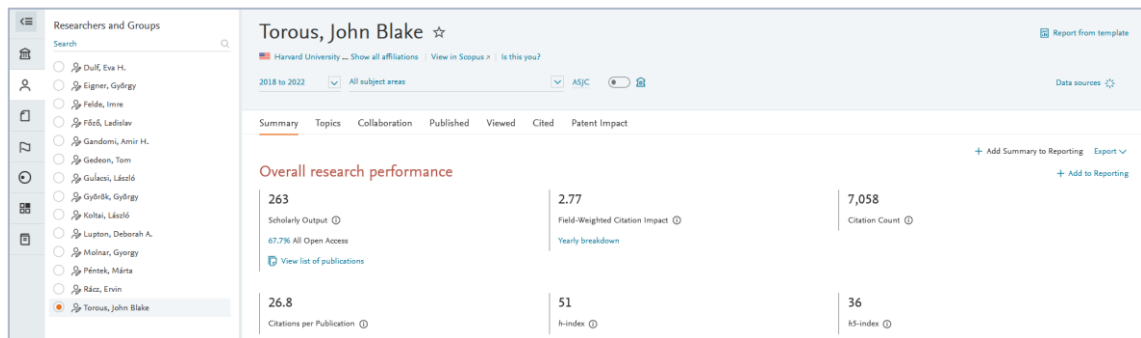 Researchers and Groups
Search
Dulf, Eva H.
Eigner, György
Felde, Imre
Főző, Ladislav
Gandomi, Amir H.
Gedeon, Tom
Gulácsi, László
Györök, György
Koltai, László
Lupton, Deborah A.
Molnar, Gyorgy
Péntek, Márta
Rácz, Ervin
Torous, John Blake
Torous, John Blake
Report from template
Harvard University ... Show all affiliations | View in Scopus | Is this you?
2018 to 2022 All subject areas ASJC Data sources
Summary Topics Collaboration Published Viewed Cited Patent Impact
+ Add Summary to Reporting Export
Overall research performance + Add to Reporting
263 2.77 7,058
Scholarly Output Field-Weighted Citation Impact Citation Count
67.7% All Open Access Yearly breakdown
View list of publications
26.8 51 36
Citations per Publication h-index h5-index